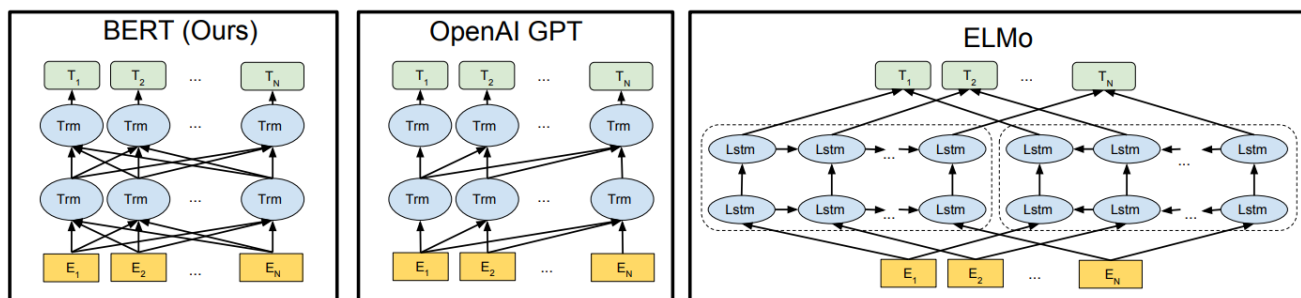 BERT (Ours)
T1 T2 ... TN
Trm Trm ... Trm
Trm Trm ... Trm
E1 E2 ... EN
OpenAI GPT
T1 T2 ... TN
Trm Trm ... Trm
Trm Trm ... Trm
E1 E2 ... EN
ELMo
T1 T2 ... TN
Lstm Lstm ... Lstm Lstm Lstm ... Lstm
Lstm Lstm ... Lstm Lstm Lstm ... Lstm
E1 E2 ... EN